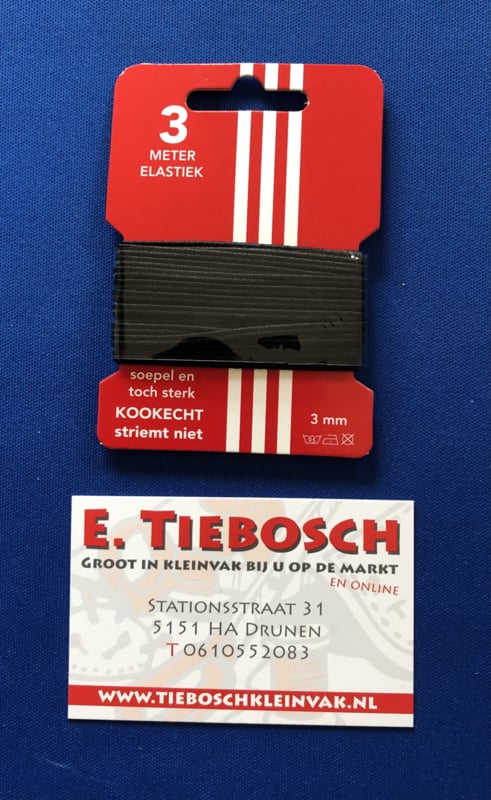 3
METER
ELASTIEK
soepel en
toch sterk
KOOKECHT
striemt niet
3 mm
E. TIEBOSCH
GROOT IN KLEINVAK BIJ U OP DE MARKT
EN ONLINE
STATIONSSTRAAT 31
5151 HA DRUNEN
T 0610552083
WWW.TIEBOSCHKLEINVAK.NL